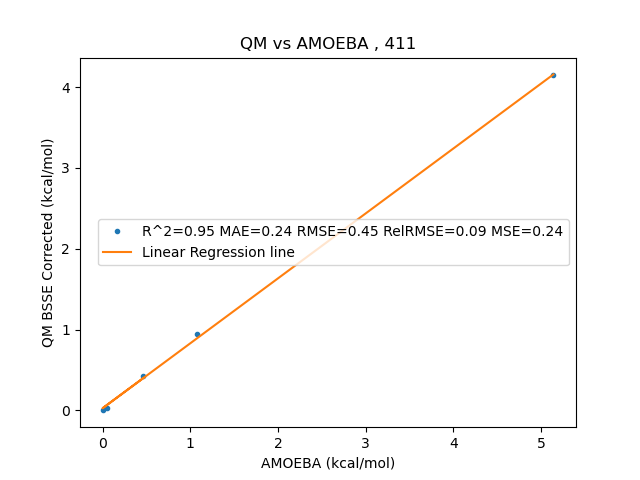 QM vs AMOEBA , 411
QM BSSE Corrected (kcal/mol)
4
3
2
1
0
R^2=0.95 MAE=0.24 RMSE=0.45 RelRMSE=0.09 MSE=0.24
Linear Regression line
0 1 2 3 4 5
AMOEBA (kcal/mol)